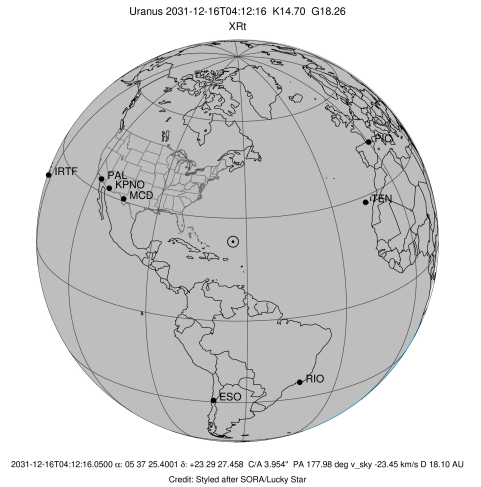 Uranus 2031-12-16T04:12:16 K14.70 G18.26
XRt
PIC
IRTF
PAL
KPNO
MCD
TEN
RIO
ESO
2031-12-16T04:12:16.0500 α: 05 37 25.4001 δ: +23 29 27.458 C/A 3.954" PA 177.98 deg v_sky -23.45 km/s D 18.10 AU
Credit: Styled after SORA/Lucky Star